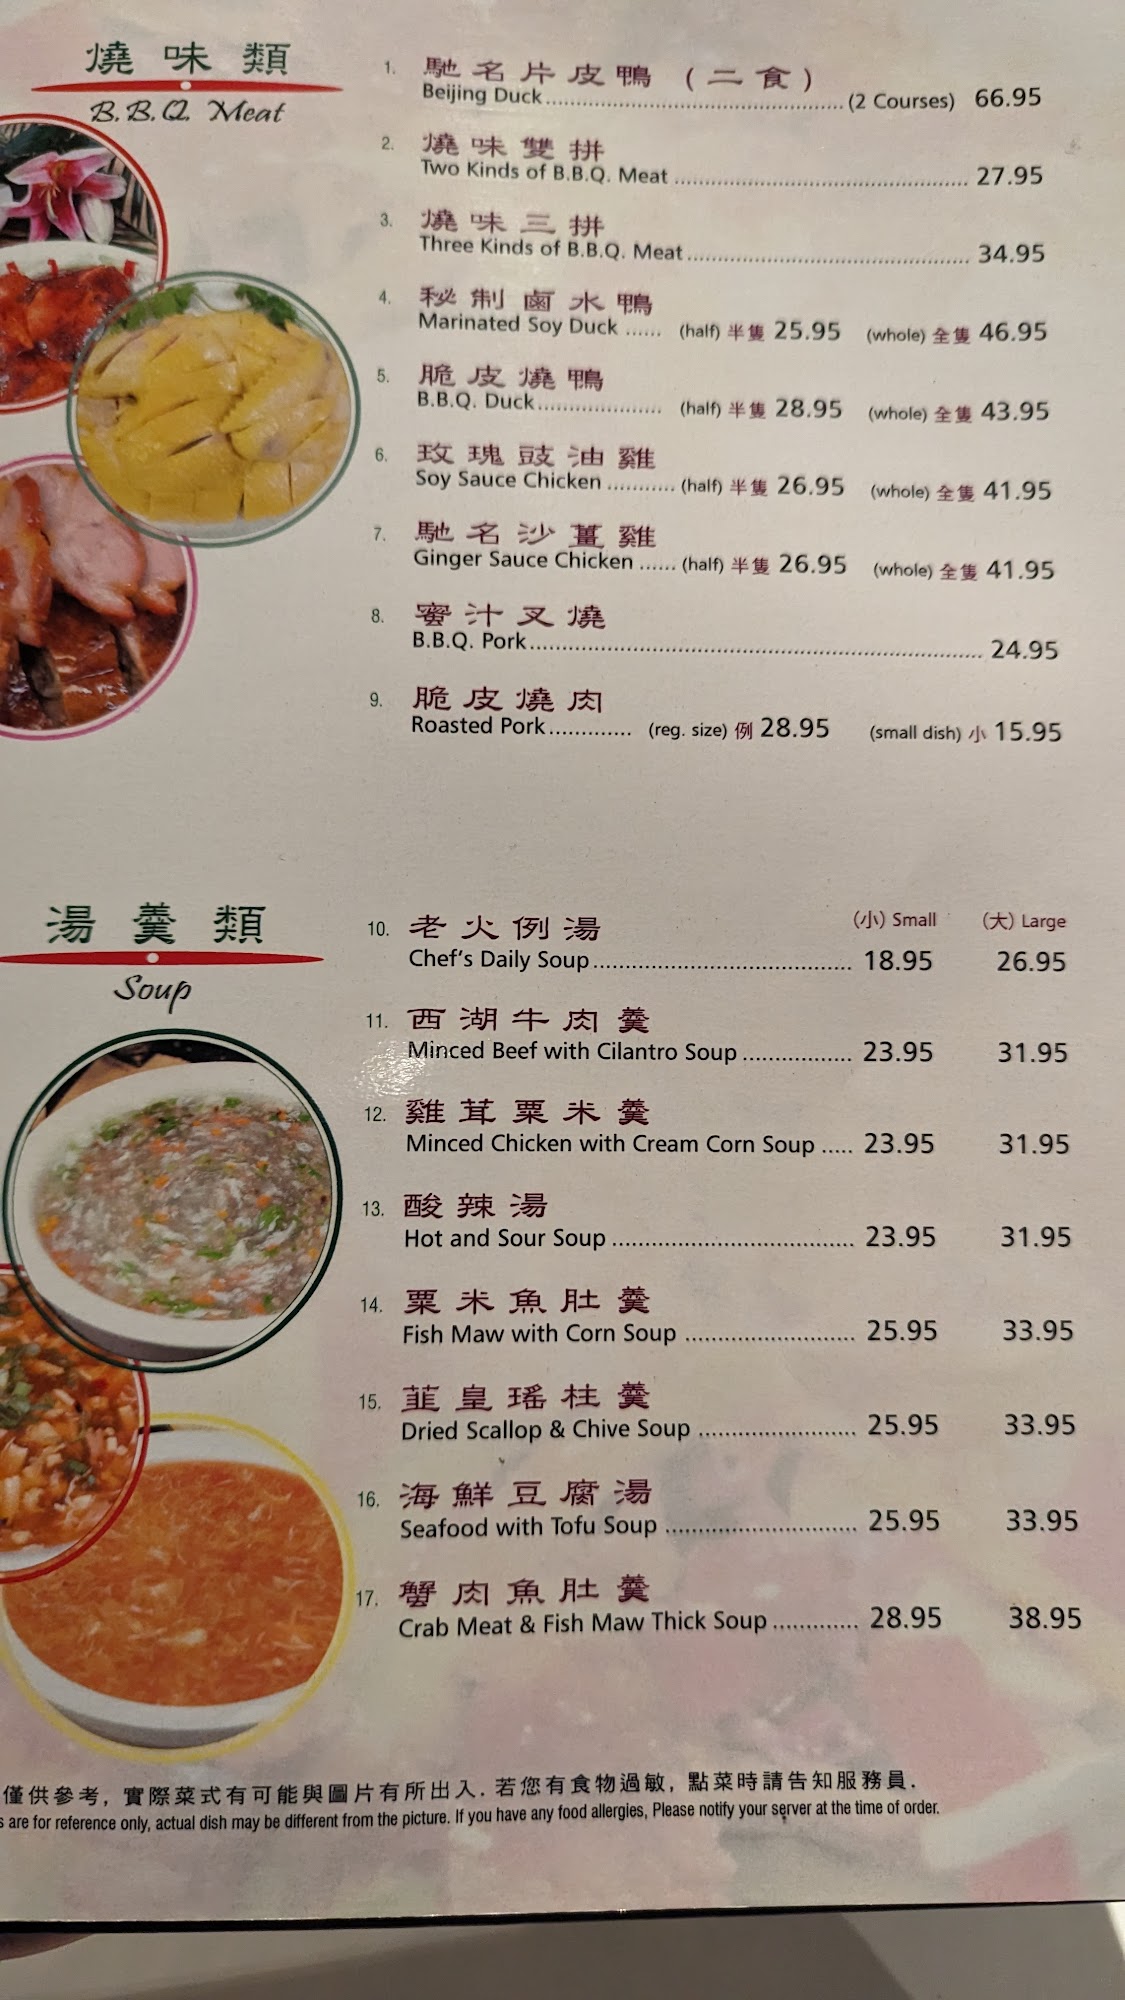 燒味類
B.B.Q. Meat
1. 馳名片皮鴨 (二食)
Beijing Duck (2 Courses) 66.95
2. 燒味雙拼
Two Kinds of B.B.Q. Meat 27.95
3. 燒味三拼
Three Kinds of B.B.Q. Meat 34.95
4. 秘制鹵水鴨
Marinated Soy Duck (half) 半隻 25.95 (whole) 全隻 46.95
5. 脆皮燒鴨
B.B.Q. Duck (half) 半隻 28.95 (whole) 全隻 43.95
6. 玫瑰豉油雞
Soy Sauce Chicken (half) 半隻 26.95 (whole) 全隻 41.95
7. 馳名沙薑雞
Ginger Sauce Chicken (half) 半隻 26.95 (whole) 全隻 41.95
8. 蜜汁叉燒
B.B.Q. Pork 24.95
9. 脆皮燒肉
Roasted Pork (reg. size) 例 28.95 (small dish) 小 15.95
湯羹類
Soup
(小) Small (大) Large
10. 老火例湯
Chef's Daily Soup 18.95 26.95
11. 西湖牛肉羹
Minced Beef with Cilantro Soup 23.95 31.95
12. 雞茸粟米羹
Minced Chicken with Cream Corn Soup 23.95 31.95
13. 酸辣湯
Hot and Sour Soup 23.95 31.95
14. 粟米魚肚羹
Fish Maw with Corn Soup 25.95 33.95
15. 韮皇瑤柱羹
Dried Scallop & Chive Soup 25.95 33.95
16. 海鮮豆腐湯
Seafood with Tofu Soup 25.95 33.95
17. 蟹肉魚肚羹
Crab Meat & Fish Maw Thick Soup 28.95 38.95
僅供參考, 實際菜式有可能與圖片有所出入. 若您有食物過敏, 點菜時請告知服務員.
s are for reference only, actual dish may be different from the picture. If you have any food allergies, Please notify your server at the time of order.